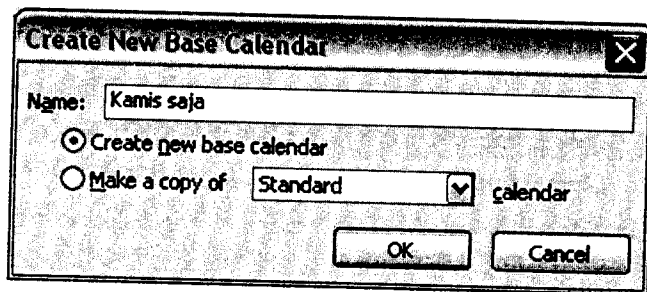 Create New Base Calendar
Name: Kamis saja
Create new base calendar
Make a copy of Standard calendar
OK Cancel